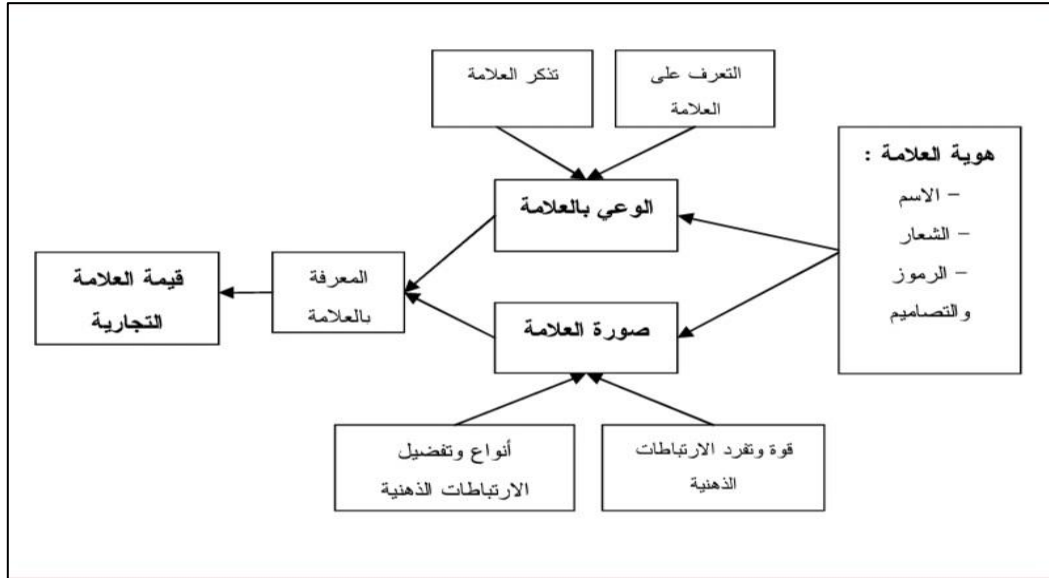 التعرف على
العلامة
تذكر العلامة
هوية العلامة :
– الاسم
– الشعار
– الرموز
والتصاميم
الوعي بالعلامة
المعرفة
بالعلامة
قيمة العلامة
التجارية
صورة العلامة
قوة وتفرد الارتباطات
الذهنية
أنواع وتفضيل
الارتباطات الذهنية